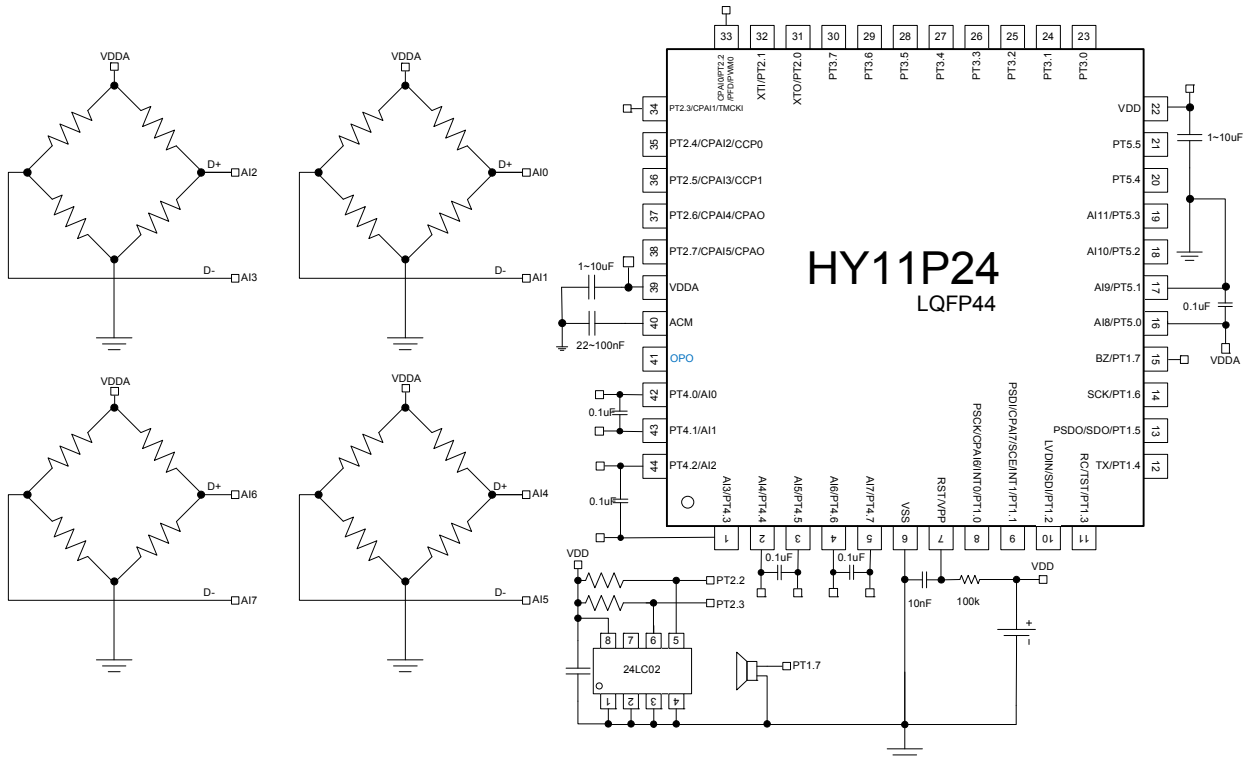 VDDA
D+
AI2
D-
AI3
VDDA
D+
AI0
D-
AI1
VDDA
D+
AI6
D-
AI7
VDDA
D+
AI4
D-
AI5
33
32
31
30
29
28
27
26
25
24
23
CPAI0/PT2.2
/PFD/PWM0
XTI/PT2.1
XTO/PT2.0
PT3.7
PT3.6
PT3.5
PT3.4
PT3.3
PT3.2
PT3.1
PT3.0
34
PT2.3/CPAI1/TMCKI
35
PT2.4/CPAI2/CCP0
36
PT2.5/CPAI3/CCP1
37
PT2.6/CPAI4/CPAO
38
PT2.7/CPAI5/CPAO
1~10uF
39
VDDA
40
ACM
22~100nF
41
OPO
42
PT4.0/AI0
0.1uF
43
PT4.1/AI1
44
PT4.2/AI2
0.1uF
HY11P24
LQFP44
VDD
22
1~10uF
PT5.5
21
PT5.4
20
AI11/PT5.3
19
AI10/PT5.2
18
AI9/PT5.1
17
0.1uF
AI8/PT5.0
16
VDDA
BZ/PT1.7
15
SCK/PT1.6
14
PSDO/SDO/PT1.5
13
TX/PT1.4
12
AI3/PT4.3
AI4/PT4.4
AI5/PT4.5
AI6/PT4.6
AI7/PT4.7
VSS
RST/VPP
PSCK/CPAI6/INT0/PT1.0
PSDI/CPAI7/SCE/INT1/PT1.1
LVDIN/SDI/PT1.2
RC/TST/PT1.3
1
2
3
4
5
6
7
8
9
10
11
0.1uF
0.1uF
10nF
100k
VDD
+
-
VDD
PT2.2
PT2.3
8
7
6
5
24LC02
1
2
3
4
PT1.7